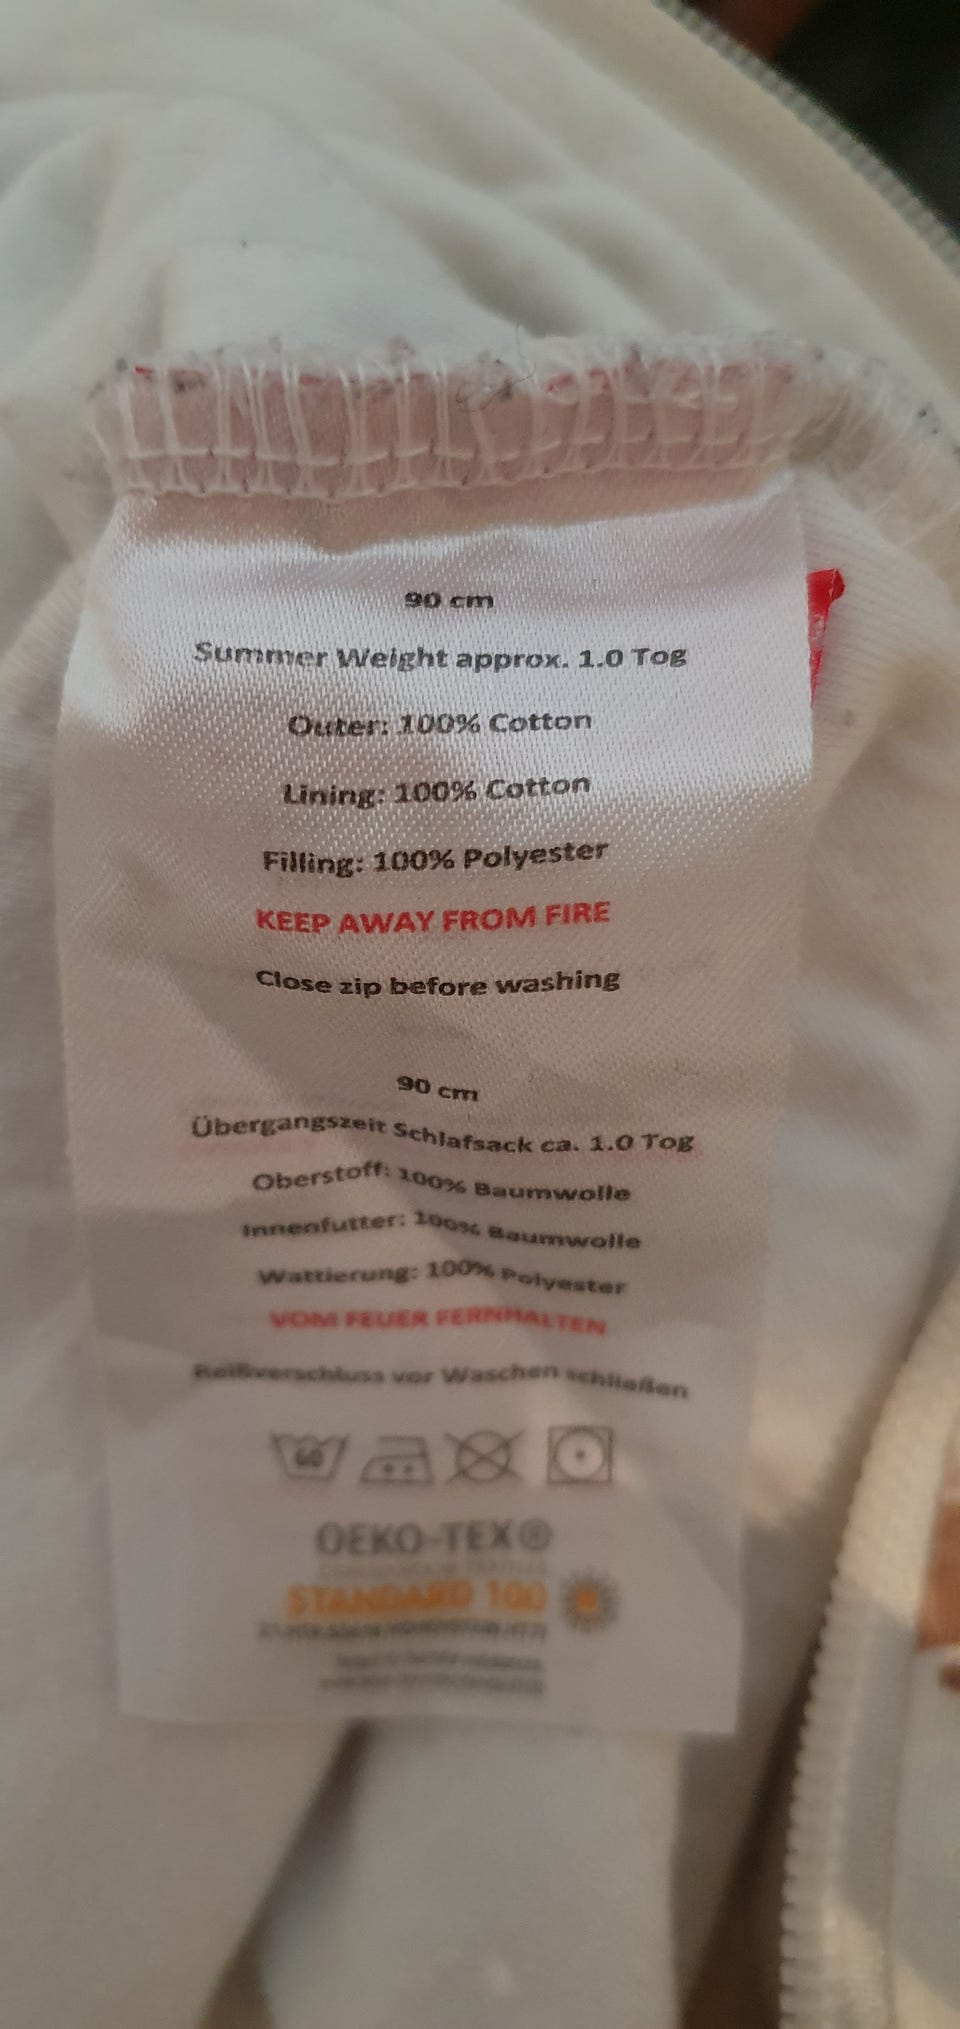 90 cm
Summer Weight approx. 1.0 Tog
Outer: 100% Cotton
Lining: 100% Cotton
Filling: 100% Polyester
KEEP AWAY FROM FIRE
Close zip before washing
90 cm
Übergangszeit Schlafsack ca. 1.0 Tog
Oberstoff: 100% Baumwolle
Innenfutter: 100% Baumwolle
Wattierung: 100% Polyester
VOM FEUER FERNHALTEN
Reißverschluss vor Waschen schließen
60
OEKO-TEX®
STANDARD 100